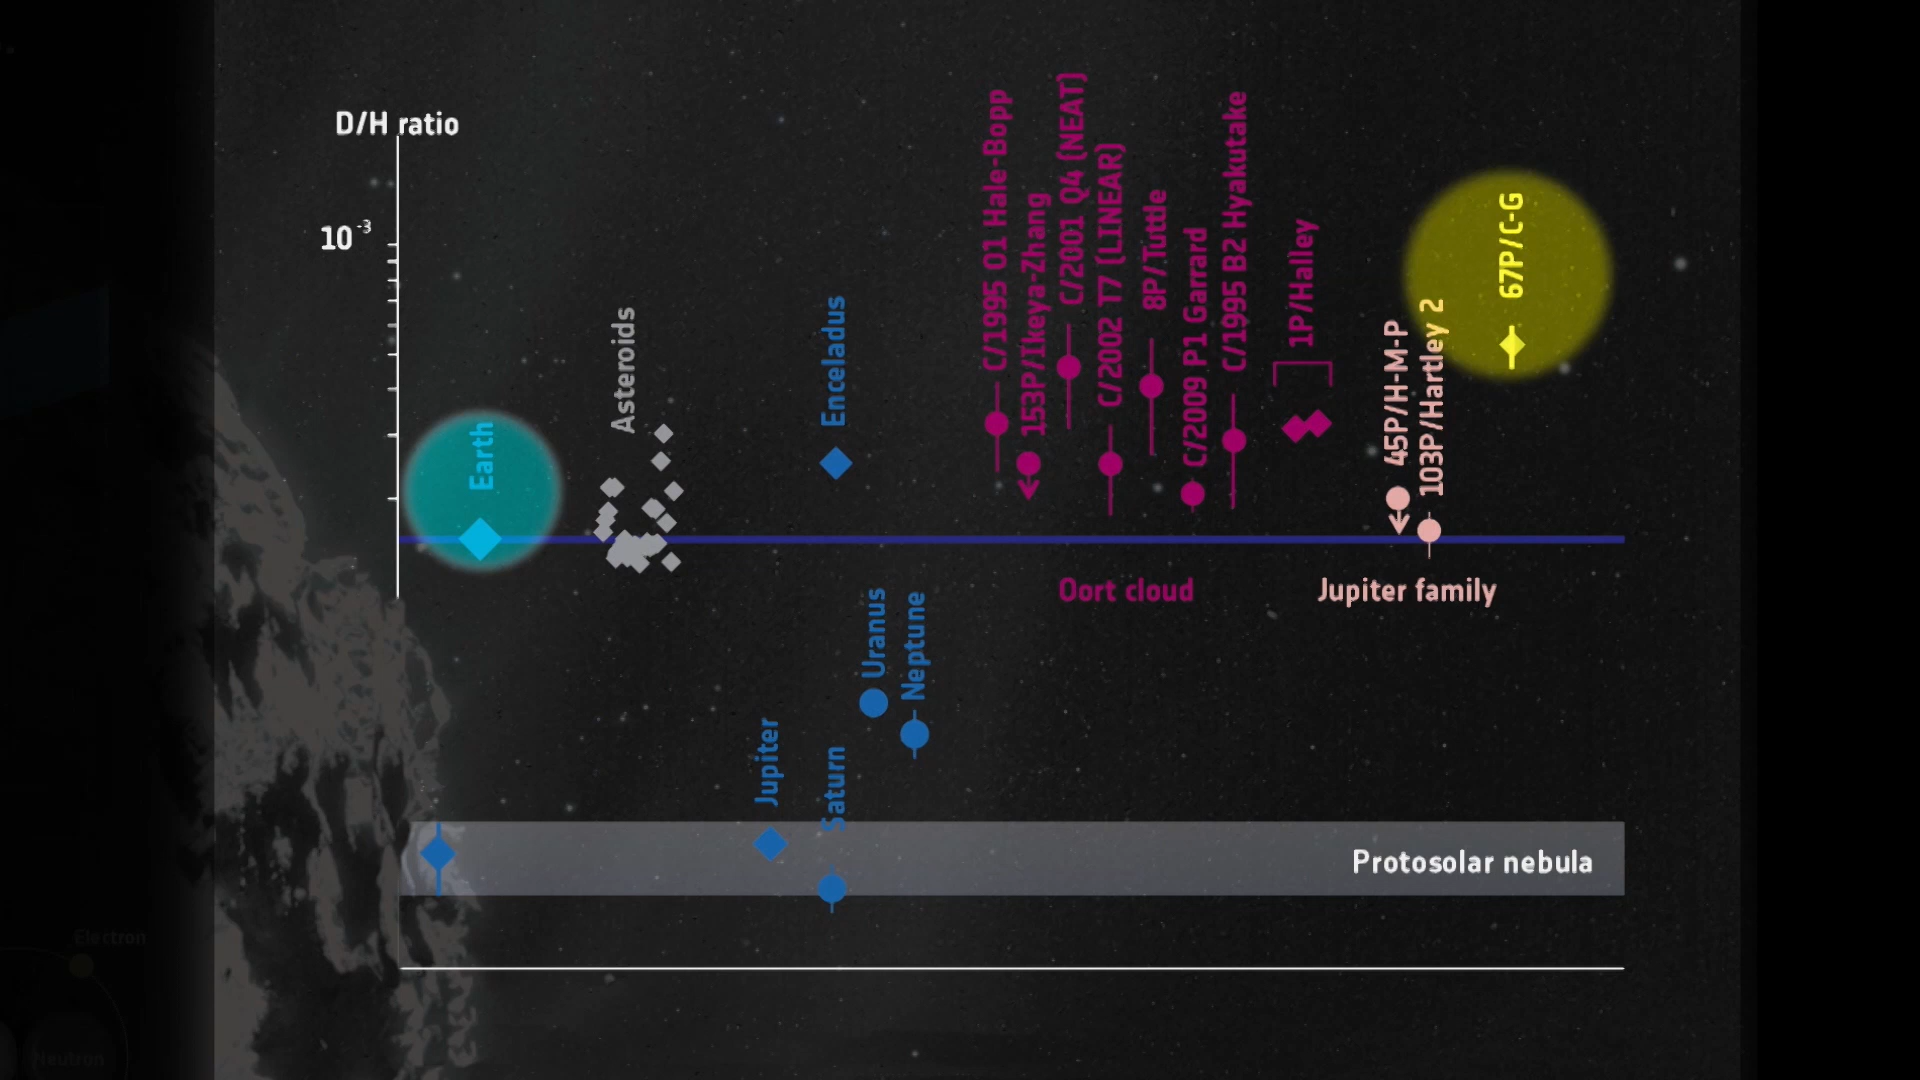 D/H ratio
10⁻³
Earth
Asteroids
Enceladus
C/1995 O1 Hale-Bopp
153P/Ikeya-Zhang
C/2001 Q4 (NEAT)
C/2002 T7 (LINEAR)
8P/Tuttle
C/2009 P1 Garrard
C/1995 B2 Hyakutake
1P/Halley
45P/H-M-P
103P/Hartley 2
67P/C-G
Oort cloud
Jupiter family
Uranus
Neptune
Jupiter
Saturn
Protosolar nebula
Electron
Neutron